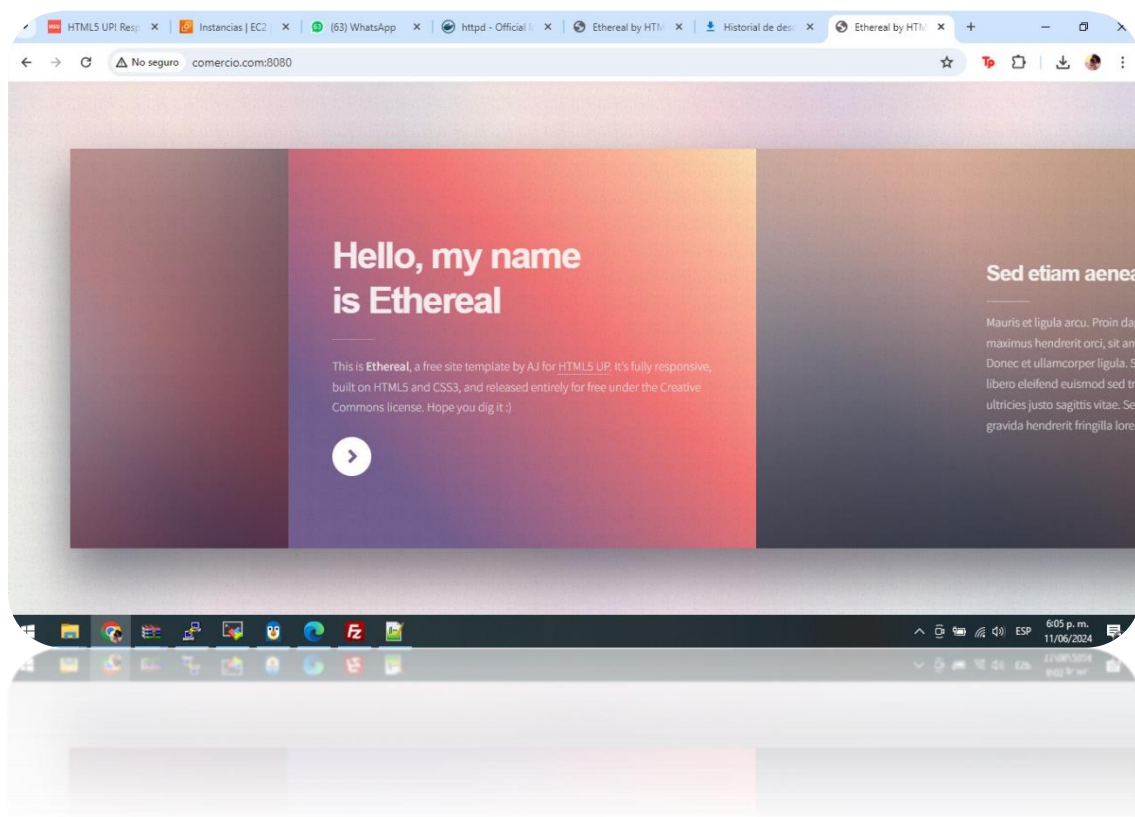 HTML5 UP! Resp
Instancias | EC2
(63) WhatsApp
httpd - Official I
Ethereal by HTM
Historial de desc
Ethereal by HTM
No seguro
comercio.com:8080
Hello, my name
is Ethereal
This is Ethereal, a free site template by AJ for HTML5 UP. It's fully responsive,
built on HTML5 and CSS3, and released entirely for free under the Creative
Commons license. Hope you dig it :)
Sed etiam aenea
Mauris et ligula arcu. Proin da
maximus hendrerit orci, sit am
Donec et ullamcorper ligula. S
libero eleifend euismod sed tr
ultricies justo sagittis vitae. Se
gravida hendrerit fringilla lore
ESP
6:05 p. m.
11/06/2024